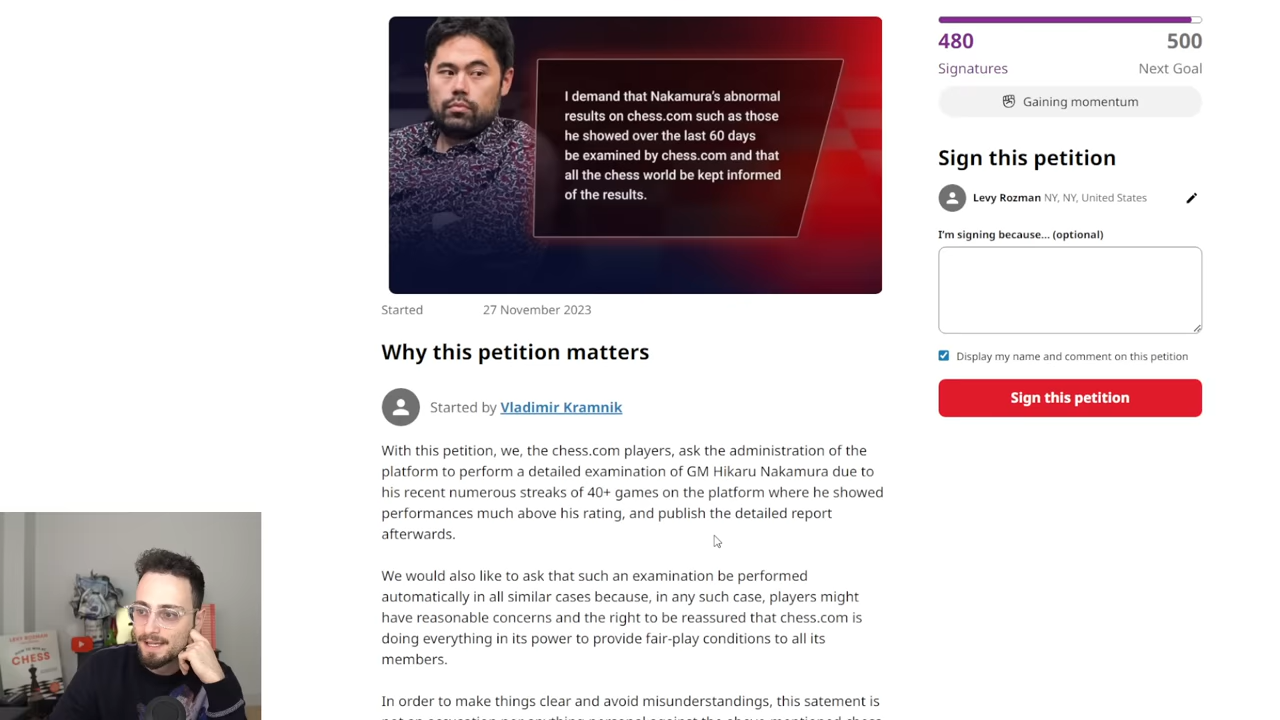 I demand that Nakamura's abnormal
results on chess.com such as those
he showed over the last 60 days
be examined by chess.com and that
all the chess world be kept informed
of the results.
Started 27 November 2023
Why this petition matters
Started by Vladimir Kramnik
With this petition, we, the chess.com players, ask the administration of the
platform to perform a detailed examination of GM Hikaru Nakamura due to
his recent numerous streaks of 40+ games on the platform where he showed
performances much above his rating, and publish the detailed report
afterwards.
We would also like to ask that such an examination be performed
automatically in all similar cases because, in any such case, players might
have reasonable concerns and the right to be reassured that chess.com is
doing everything in its power to provide fair-play conditions to all its
members.
In order to make things clear and avoid misunderstandings, this satement is
480 500
Signatures Next Goal
Gaining momentum
Sign this petition
Levy Rozman NY, NY, United States
I'm signing because... (optional)
Display my name and comment on this petition
Sign this petition
LEVY ROZMAN
CHESS